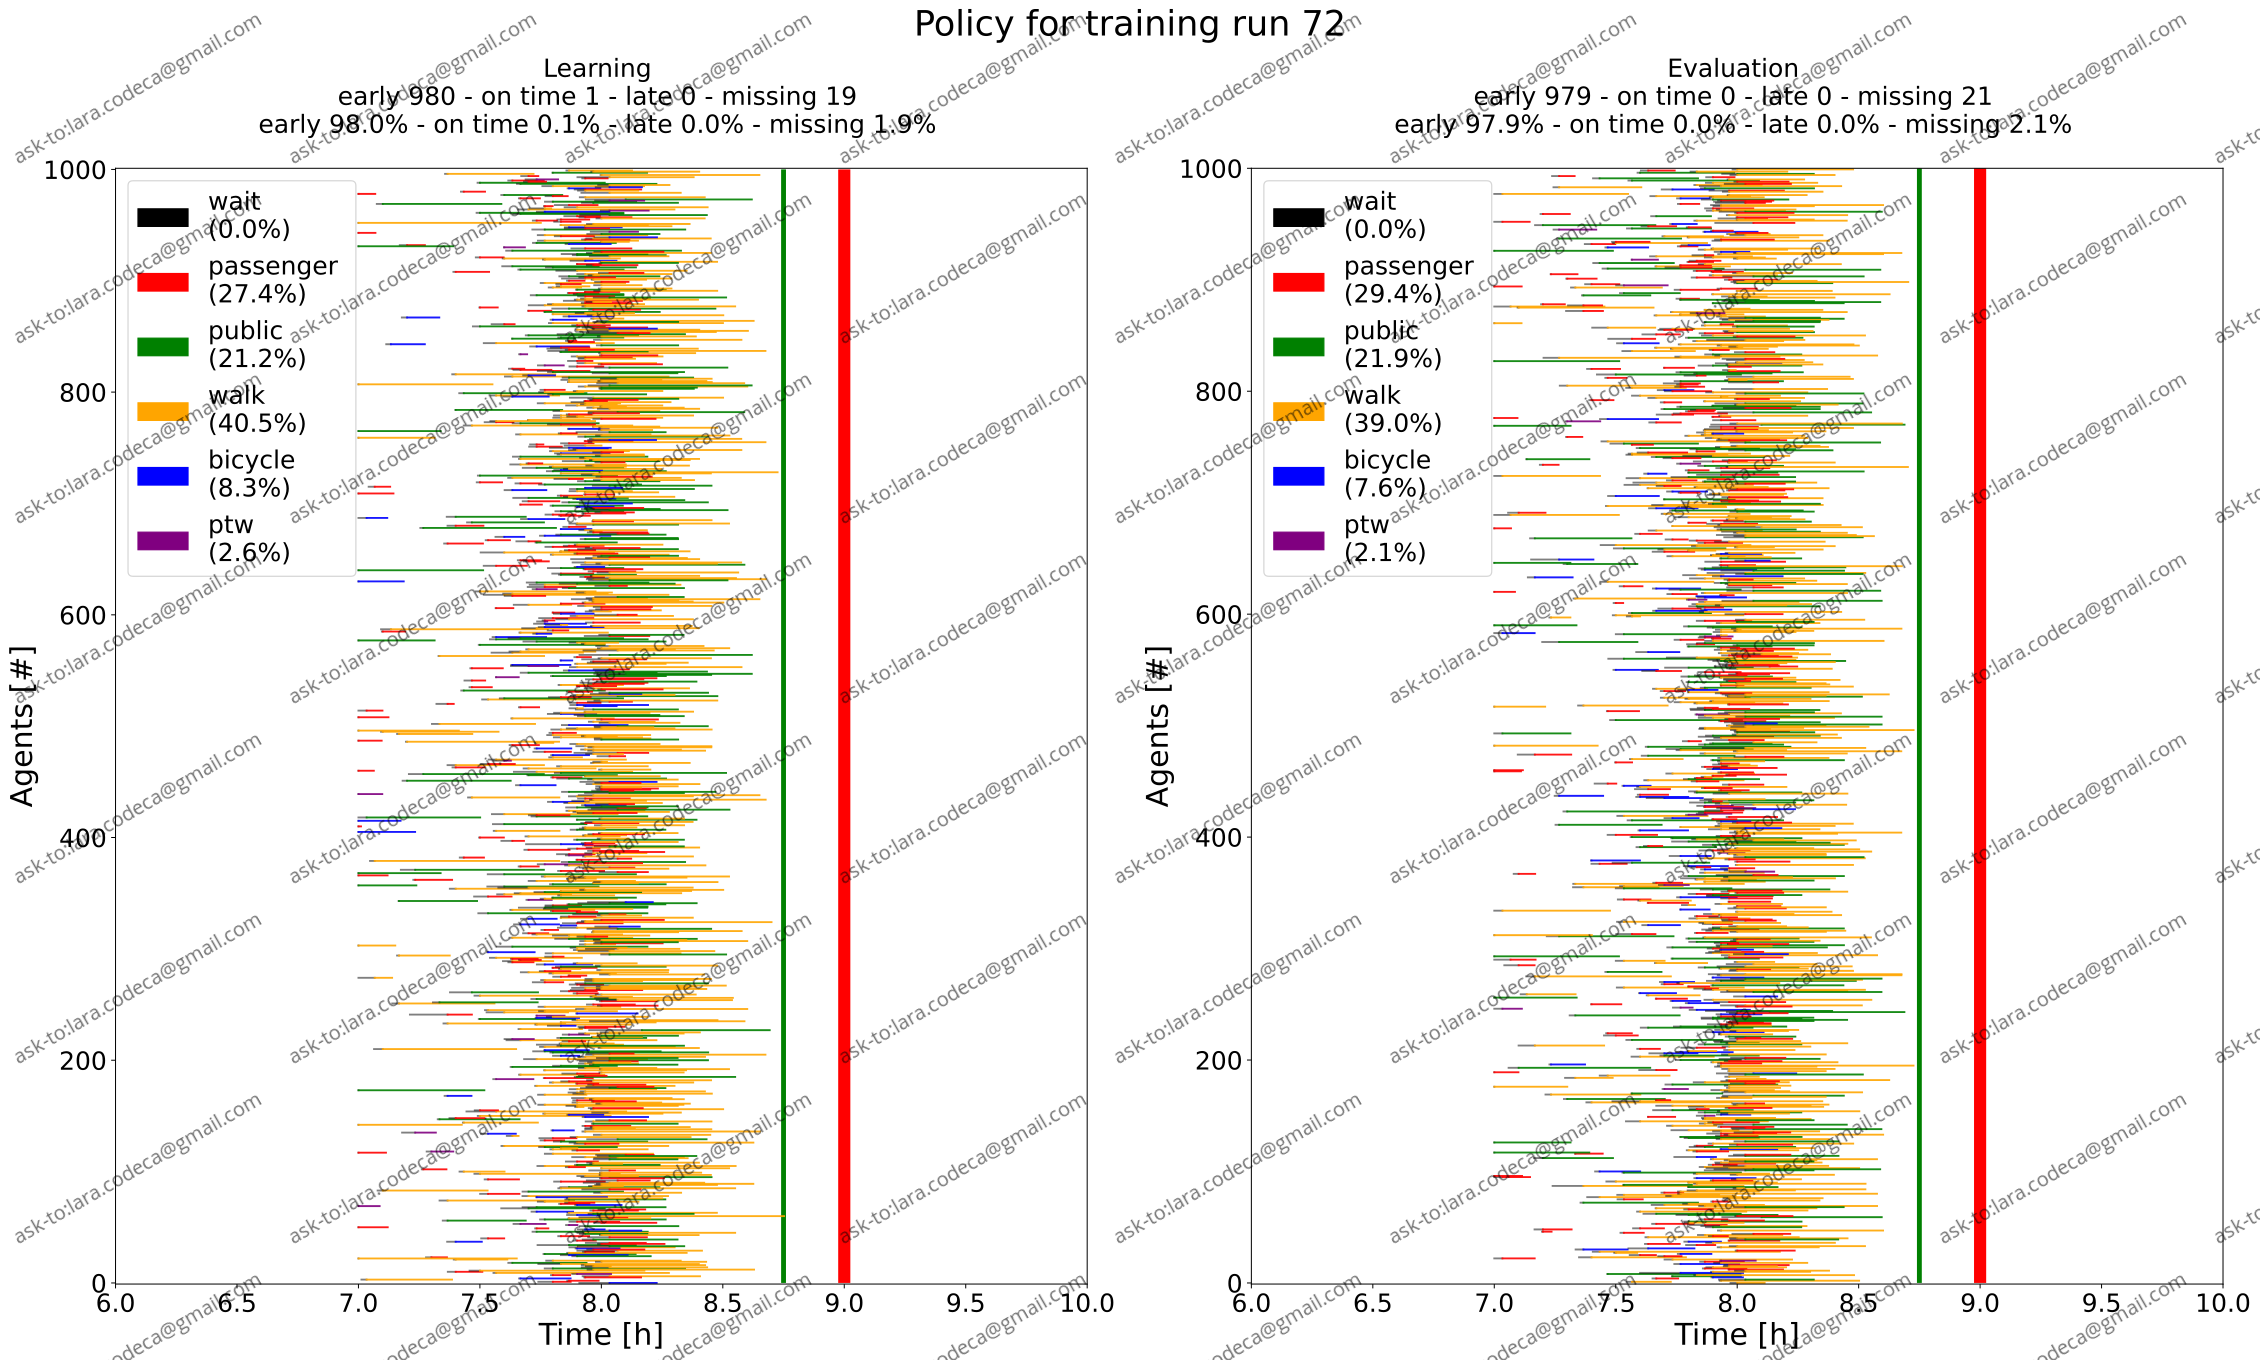 Policy for training run 72
Learning
early 980 - on time 1 - late 0 - missing 19
early 98.0% - on time 0.1% - late 0.0% - missing 1.9%
1000
800
600
400
200
0
Agents [#]
wait
(0.0%)
passenger
(27.4%)
public
(21.2%)
walk
(40.5%)
bicycle
(8.3%)
ptw
(2.6%)
6.0 6.5 7.0 7.5 8.0 8.5 9.0 9.5 10.0
Time [h]
Evaluation
early 979 - on time 0 - late 0 - missing 21
early 97.9% - on time 0.0% - late 0.0% - missing 2.1%
1000
800
600
400
200
0
Agents [#]
wait
(0.0%)
passenger
(29.4%)
public
(21.9%)
walk
(39.0%)
bicycle
(7.6%)
ptw
(2.1%)
6.0 6.5 7.0 7.5 8.0 8.5 9.0 9.5 10.0
Time [h]
ask-to:lara.codeca@gmail.com